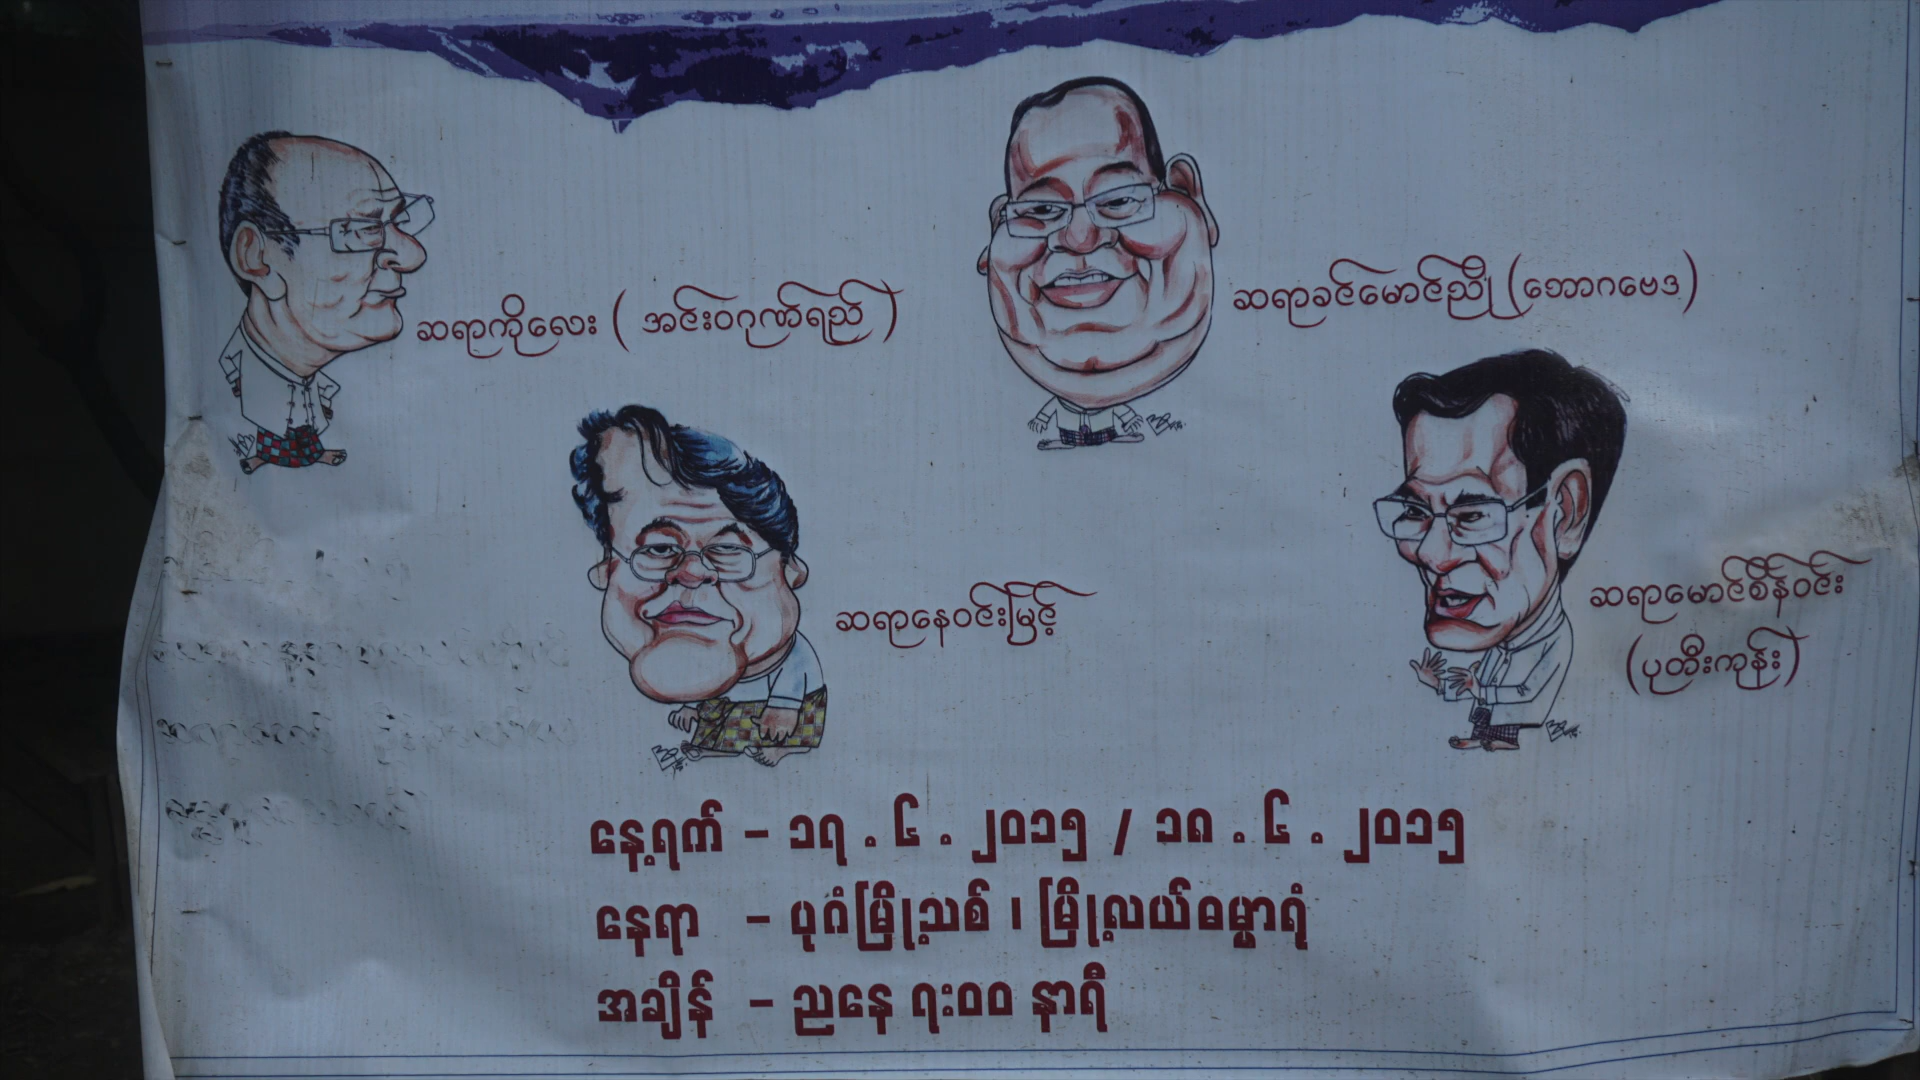 ဆရာကိုလေး ( အင်းဝဂုဏ်ရည် )
ဆရာခင်မောင်ညို (ဘောဂဗေဒ)
ဆရာနေဝင်းမြင့်
ဆရာမောင်စိန်ဝင်း
(ပုတီးကုန်း)
နေ့ရက် - ၁၇ . ၆ . ၂၀၁၅ / ၁၈ . ၆ . ၂၀၁၅
နေရာ - ပုဂံမြို့သစ် ၊ မြို့လယ်ဓမ္မာရုံ
အချိန် - ညနေ ၇း၀၀ နာရီ